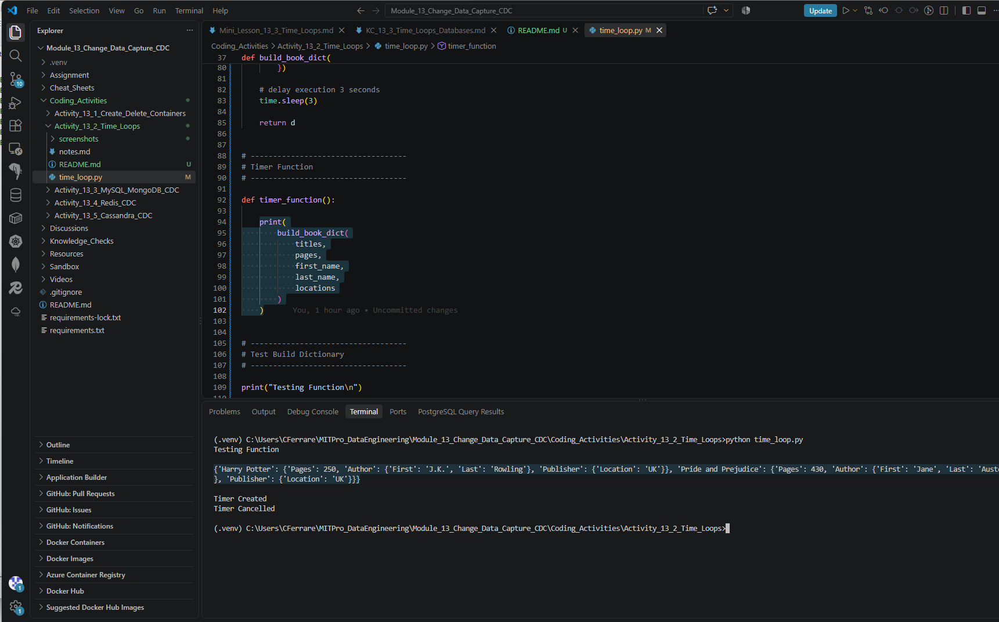 File Edit Selection View Go Run Terminal Help
Module_13_Change_Data_Capture_CDC
Update
Explorer
Module_13_Change_Data_Capture_CDC
.venv
Assignment
Cheat_Sheets
Coding_Activities
Activity_13_1_Create_Delete_Containers
Activity_13_2_Time_Loops
screenshots
notes.md
README.md U
time_loop.py M
Activity_13_3_MySQL_MongoDB_CDC
Activity_13_4_Redis_CDC
Activity_13_5_Cassandra_CDC
Discussions
Knowledge_Checks
Resources
Sandbox
Videos
.gitignore
README.md
requirements-lock.txt
requirements.txt
Outline
Timeline
Application Builder
GitHub: Pull Requests
GitHub: Issues
GitHub: Notifications
Docker Containers
Docker Images
Azure Container Registry
Docker Hub
Suggested Docker Hub Images
10
1
1
Mini_Lesson_13_3_Time_Loops.md KC_13_3_Time_Loops_Databases.md README.md U time_loop.py M
Coding_Activities > Activity_13_2_Time_Loops > time_loop.py > timer_function
37 def build_book_dict(
80 })
81
82 # delay execution 3 seconds
83 time.sleep(3)
84
85 return d
86
87
88 # -----------------------------------
89 # Timer Function
90 # -----------------------------------
91
92 def timer_function():
93
94 print(
95 build_book_dict(
96 titles,
97 pages,
98 first_name,
99 last_name,
100 locations
101 )
102 ) You, 1 hour ago • Uncommitted changes
103
104
105 # -----------------------------------
106 # Test Build Dictionary
107 # -----------------------------------
108
109 print("Testing Function\n")
110
Problems Output Debug Console Terminal Ports PostgreSQL Query Results
(.venv) C:\Users\CFerrare\MITPro_DataEngineering\Module_13_Change_Data_Capture_CDC\Coding_Activities\Activity_13_2_Time_Loops>python time_loop.py
Testing Function
{'Harry Potter': {'Pages': 250, 'Author': {'First': 'J.K.', 'Last': 'Rowling'}, 'Publisher': {'Location': 'UK'}}, 'Pride and Prejudice': {'Pages': 430, 'Author': {'First': 'Jane', 'Last': 'Auste
}, 'Publisher': {'Location': 'UK'}}}
Timer Created
Timer Cancelled
(.venv) C:\Users\CFerrare\MITPro_DataEngineering\Module_13_Change_Data_Capture_CDC\Coding_Activities\Activity_13_2_Time_Loops>